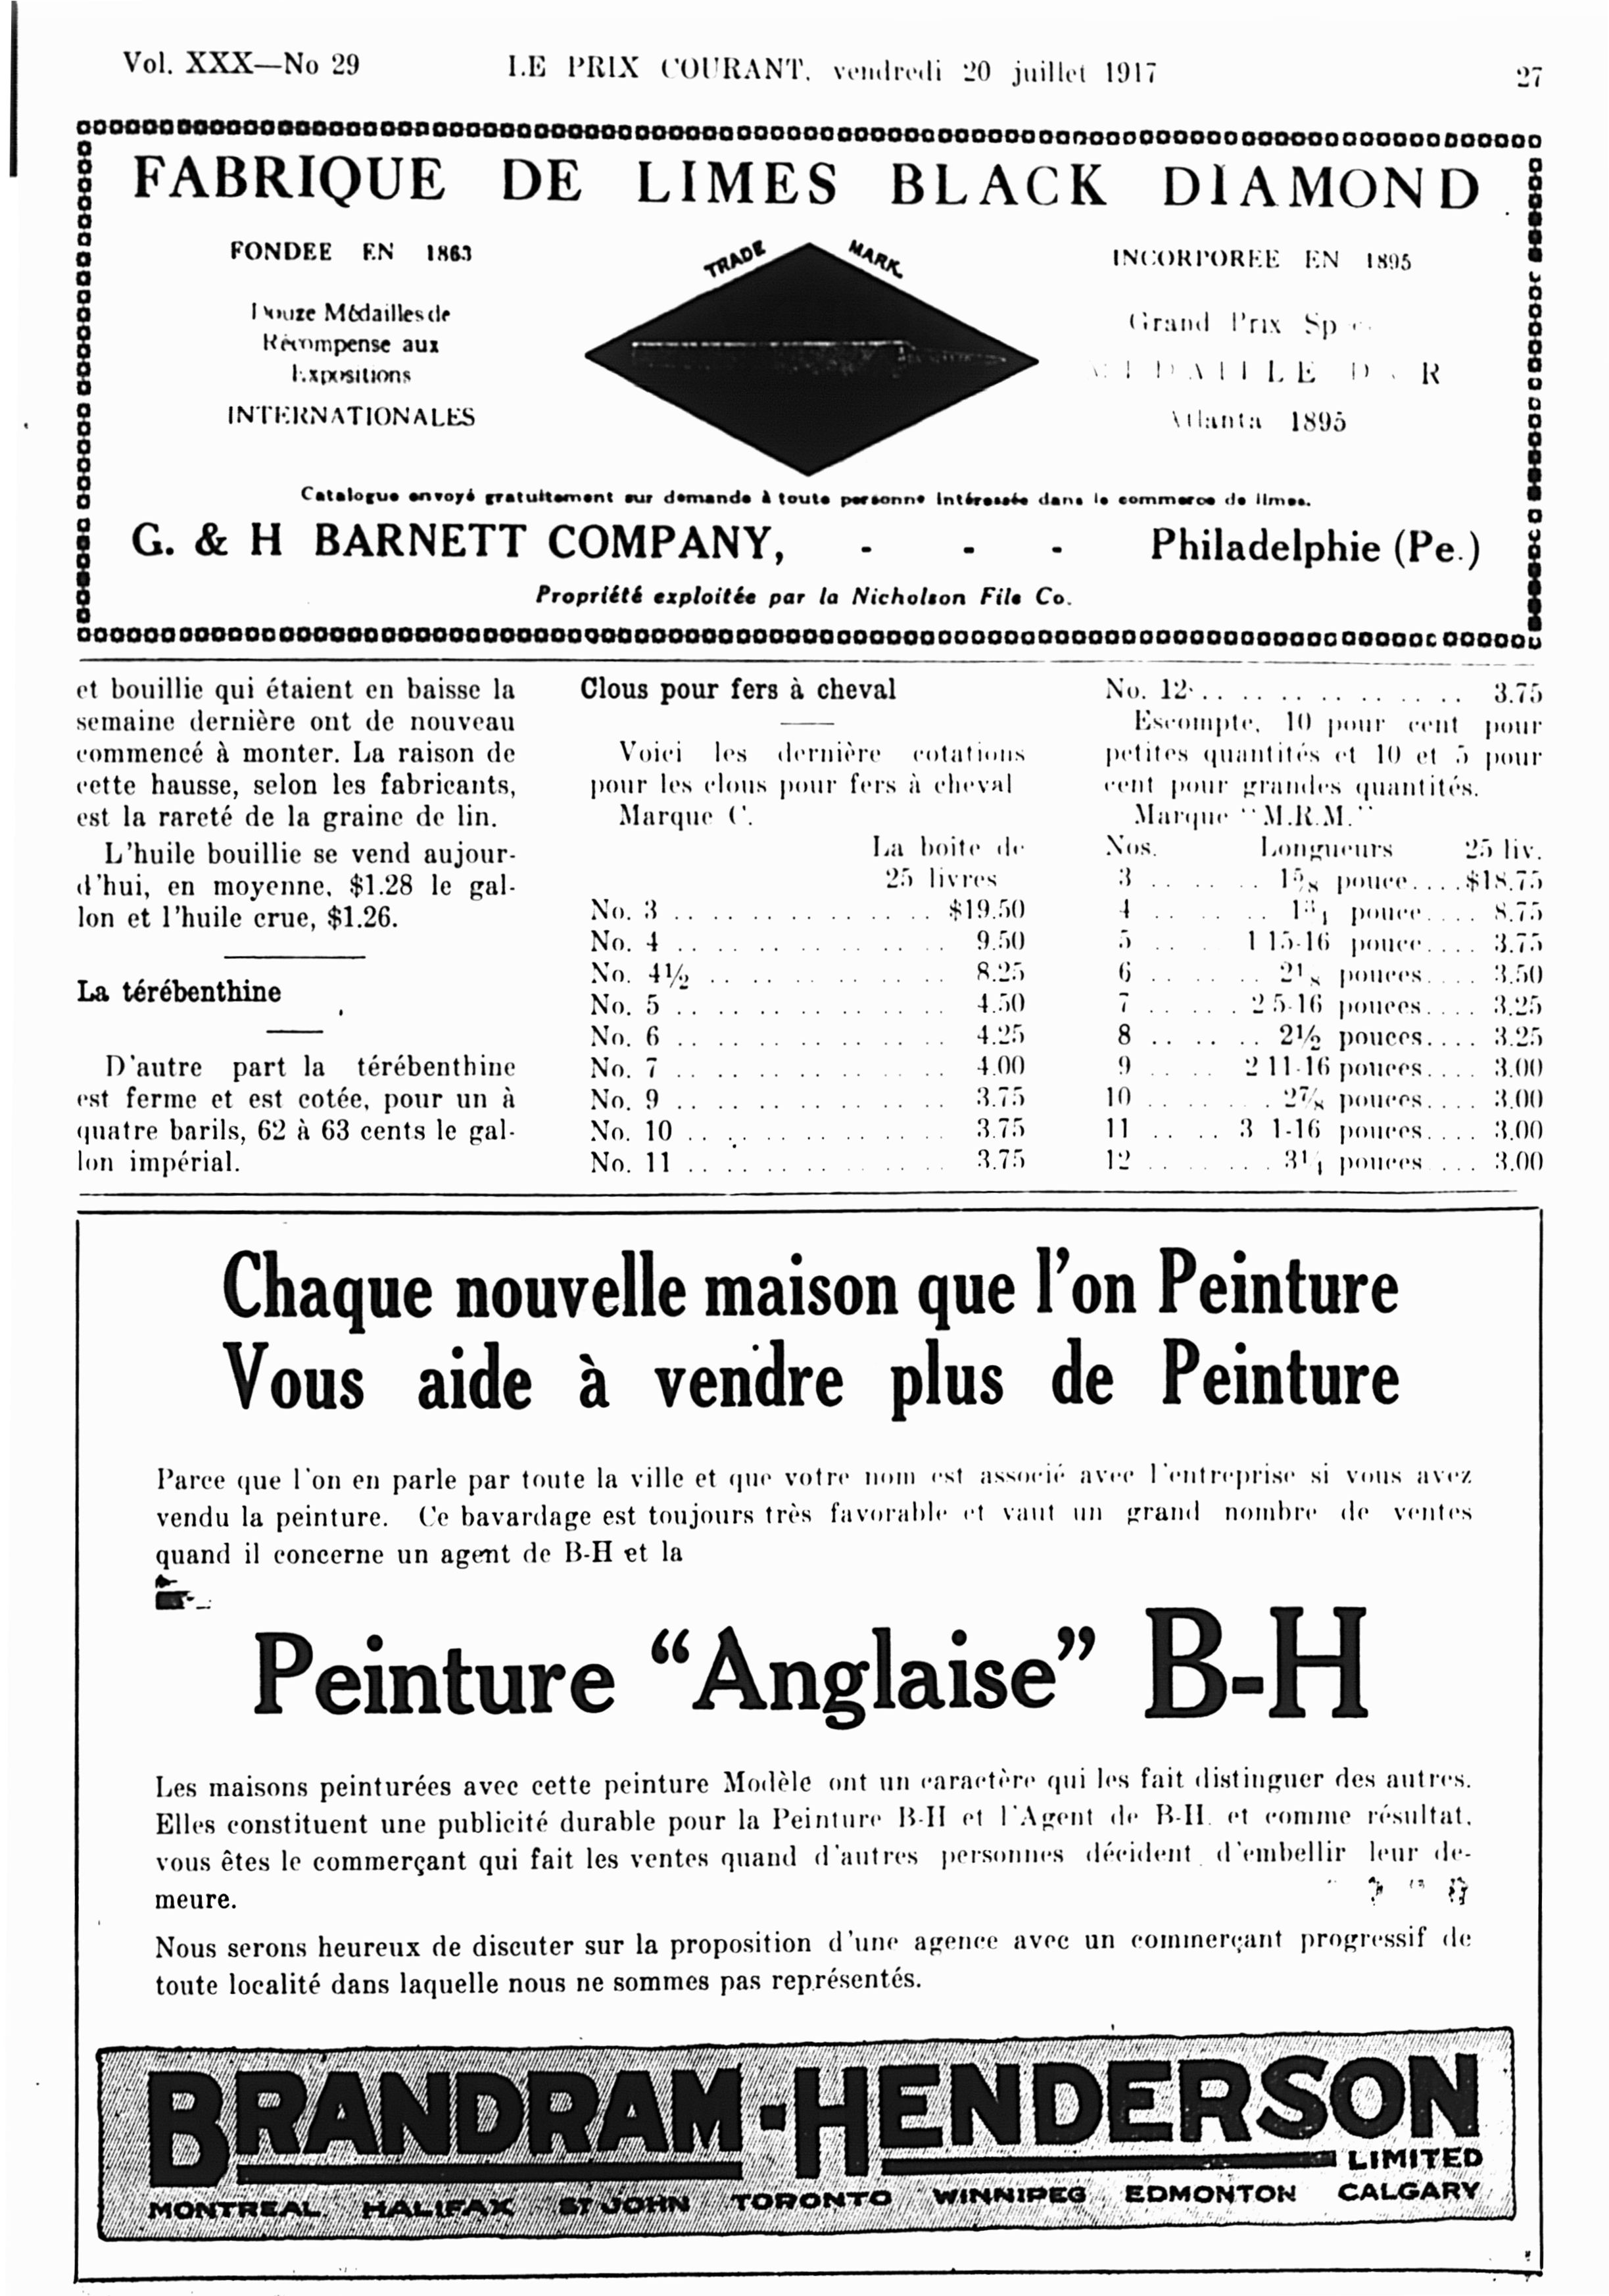 Vol. XXX—No 29 LE PRIX COURANT, vendredi 20 juillet 1917 27
FABRIQUE DE LIMES BLACK DIAMOND
FONDEE EN 1863
Douze Médailles de
Récompense aux
Expositions
INTERNATIONALES
TRADE MARK.
INCORPOREE EN 1895
Grand Prix
MEDAILLE D'OR
Atlanta 1895
Catalogue envoyé gratuitement sur demande à toute personne intéressée dans le commerce de limes.
G. & H BARNETT COMPANY, - - - Philadelphie (Pe.)
Propriété exploitée par la Nicholson File Co.
et bouillie qui étaient en baisse la
semaine dernière ont de nouveau
commencé à monter. La raison de
cette hausse, selon les fabricants,
est la rareté de la graine de lin.
L'huile bouillie se vend aujour-
d'hui, en moyenne, $1.28 le gal-
lon et l'huile crue, $1.26.
La térébenthine
D'autre part la térébenthine
est ferme et est cotée, pour un à
quatre barils, 62 à 63 cents le gal-
lon impérial.
Clous pour fers à cheval
Voici les dernière cotations
pour les clous pour fers à cheval
Marque C.
La boite de
25 livres
No. 3 .. .. .. .. .. .. .. $19.50
No. 4 .. .. .. .. .. .. .. 9.50
No. 4½ .. .. .. .. .. .. 8.25
No. 5 .. .. .. .. .. .. .. 4.50
No. 6 .. .. .. .. .. .. .. 4.25
No. 7 .. .. .. .. .. .. .. 4.00
No. 9 .. .. .. .. .. .. .. 3.75
No. 10 .. .. .. .. .. .. .. 3.75
No. 11 .. .. .. .. .. .. .. 3.75
No. 12 .. .. .. .. .. .. .. 3.75
Escompte, 10 pour cent pour
petites quantités et 10 et 5 pour
cent pour grandes quantités.
Marque "M.R.M."
Nos. Longueurs 25 liv.
3 .. .. .. 1⅝ pouce.. .. $18.75
4 .. .. .. 1¾ pouce.. .. 8.75
5 .. .. 1 15-16 pouce.. .. 3.75
6 .. .. .. 2⅛ pouces.. .. 3.50
7 .. .. .. 2 5-16 pouces.. .. 3.25
8 .. .. .. 2½ pouces.. .. 3.25
9 .. .. 2 11-16 pouces.. .. 3.00
10 .. .. .. 2⅞ pouces.. .. 3.00
11 .. .. 3 1-16 pouces.. .. 3.00
12 .. .. .. 3¼ pouces .. .. 3.00
Chaque nouvelle maison que l'on Peinture
Vous aide à vendre plus de Peinture
Parce que l'on en parle par toute la ville et que votre nom est associé avec l'entreprise si vous avez
vendu la peinture. Ce bavardage est toujours très favorable et vaut un grand nombre de ventes
quand il concerne un agent de B-H et la
Peinture "Anglaise" B-H
Les maisons peinturées avec cette peinture Modèle ont un caractère qui les fait distinguer des autres.
Elles constituent une publicité durable pour la Peinture B-H et l'Agent de B-H. et comme résultat,
vous êtes le commerçant qui fait les ventes quand d'autres personnes décident d'embellir leur de-
meure.
Nous serons heureux de discuter sur la proposition d'une agence avec un commerçant progressif de
toute localité dans laquelle nous ne sommes pas représentés.
BRANDRAM-HENDERSON
LIMITED
MONTREAL HALIFAX ST JOHN TORONTO WINNIPEG EDMONTON CALGARY